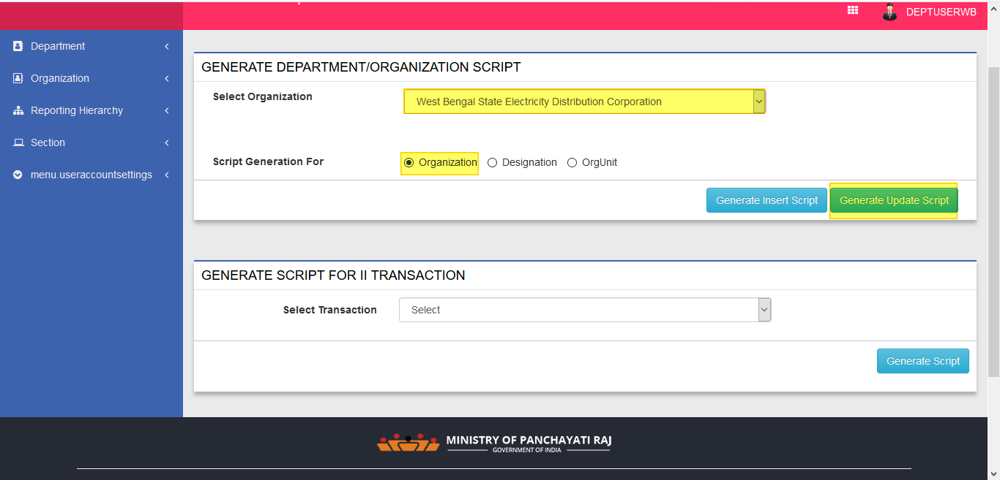 DEPTUSERWB
Department
Organization
Reporting Hierarchy
Section
menu.useraccountsettings
GENERATE DEPARTMENT/ORGANIZATION SCRIPT
Select Organization West Bengal State Electricity Distribution Corporation
Script Generation For Organization Designation OrgUnit
Generate Insert Script Generate Update Script
GENERATE SCRIPT FOR II TRANSACTION
Select Transaction Select
Generate Script
MINISTRY OF PANCHAYATI RAJ
GOVERNMENT OF INDIA